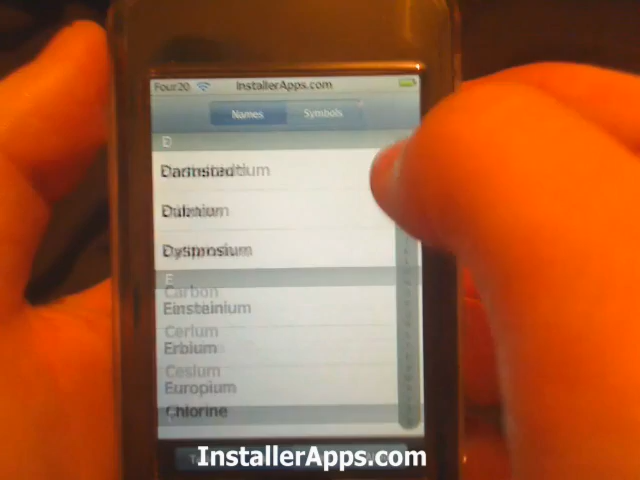 Four20 InstallerApps.com
Names Symbols
D
Darmstadtium
Dubnium
Dysprosium
E
Carbon
Einsteinium
Cerium
Erbium
Cesium
Europium
Chlorine
InstallerApps.com